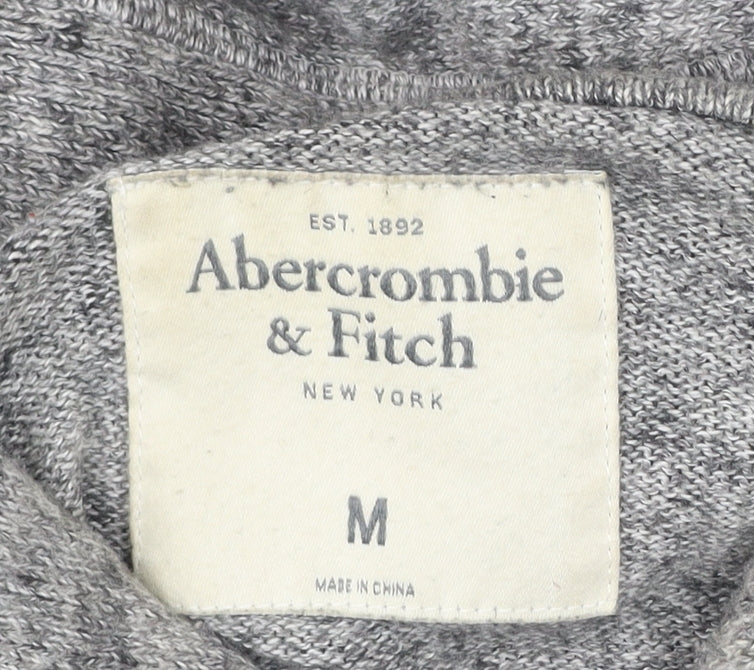 EST. 1892
Abercrombie
& Fitch
NEW YORK
M
MADE IN CHINA